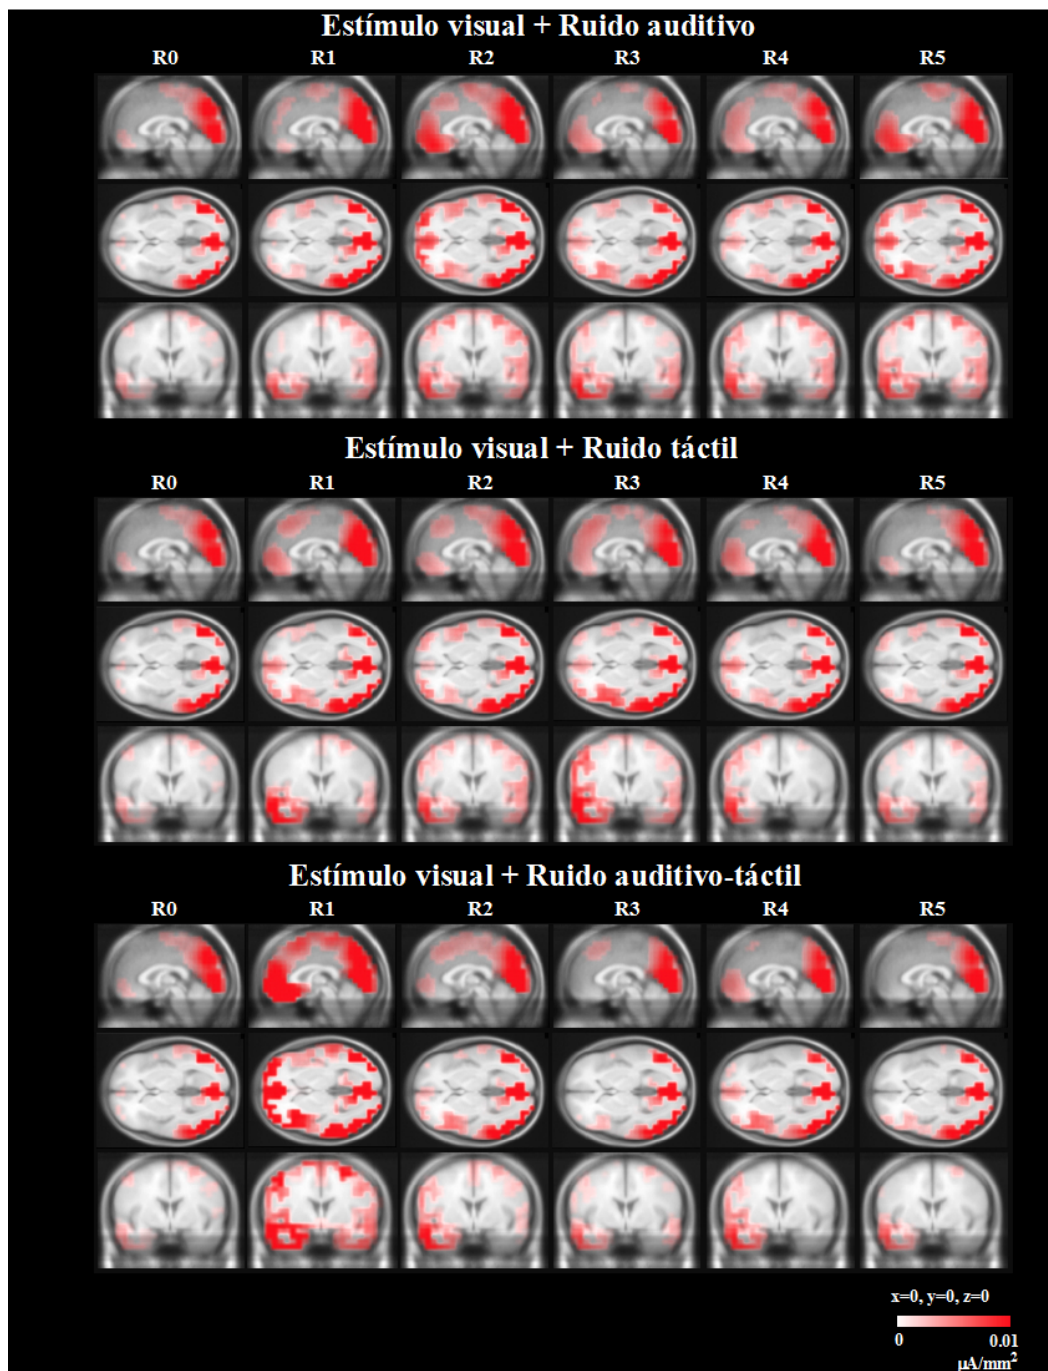 Estímulo visual + Ruido auditivo
R0 R1 R2 R3 R4 R5
Estímulo visual + Ruido táctil
R0 R1 R2 R3 R4 R5
Estímulo visual + Ruido auditivo-táctil
R0 R1 R2 R3 R4 R5
x=0, y=0, z=0
0 0.01
μA/mm²